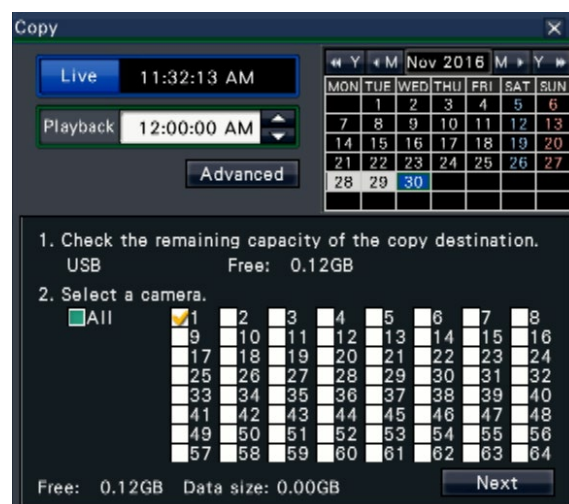 Copy
Live 11:32:13 AM
Playback 12:00:00 AM
Advanced
Y M Nov 2016 M Y
MON TUE WED THU FRI SAT SUN
1 2 3 4 5 6
7 8 9 10 11 12 13
14 15 16 17 18 19 20
21 22 23 24 25 26 27
28 29 30
1. Check the remaining capacity of the copy destination.
USB Free: 0.12GB
2. Select a camera.
All 1 2 3 4 5 6 7 8
9 10 11 12 13 14 15 16
17 18 19 20 21 22 23 24
25 26 27 28 29 30 31 32
33 34 35 36 37 38 39 40
41 42 43 44 45 46 47 48
49 50 51 52 53 54 55 56
57 58 59 60 61 62 63 64
Free: 0.12GB Data size: 0.00GB Next